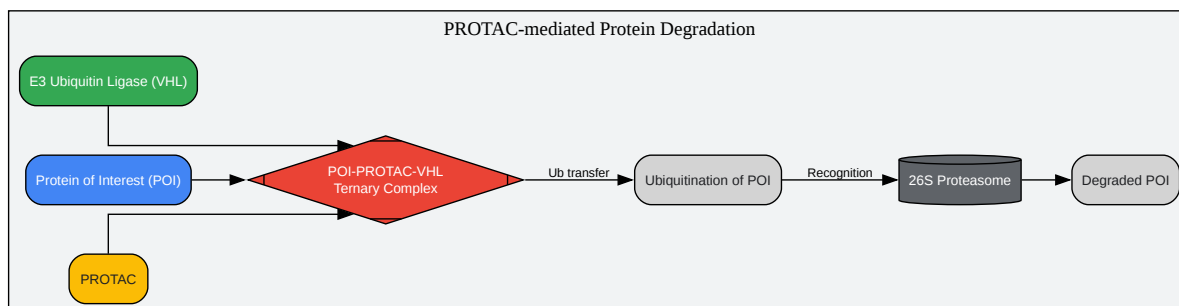 PROTAC-mediated Protein Degradation
E3 Ubiquitin Ligase (VHL)
Protein of Interest (POI)
PROTAC
POI-PROTAC-VHL
Ternary Complex
Ub transfer
Ubiquitination of POI
Recognition
26S Proteasome
Degraded POI